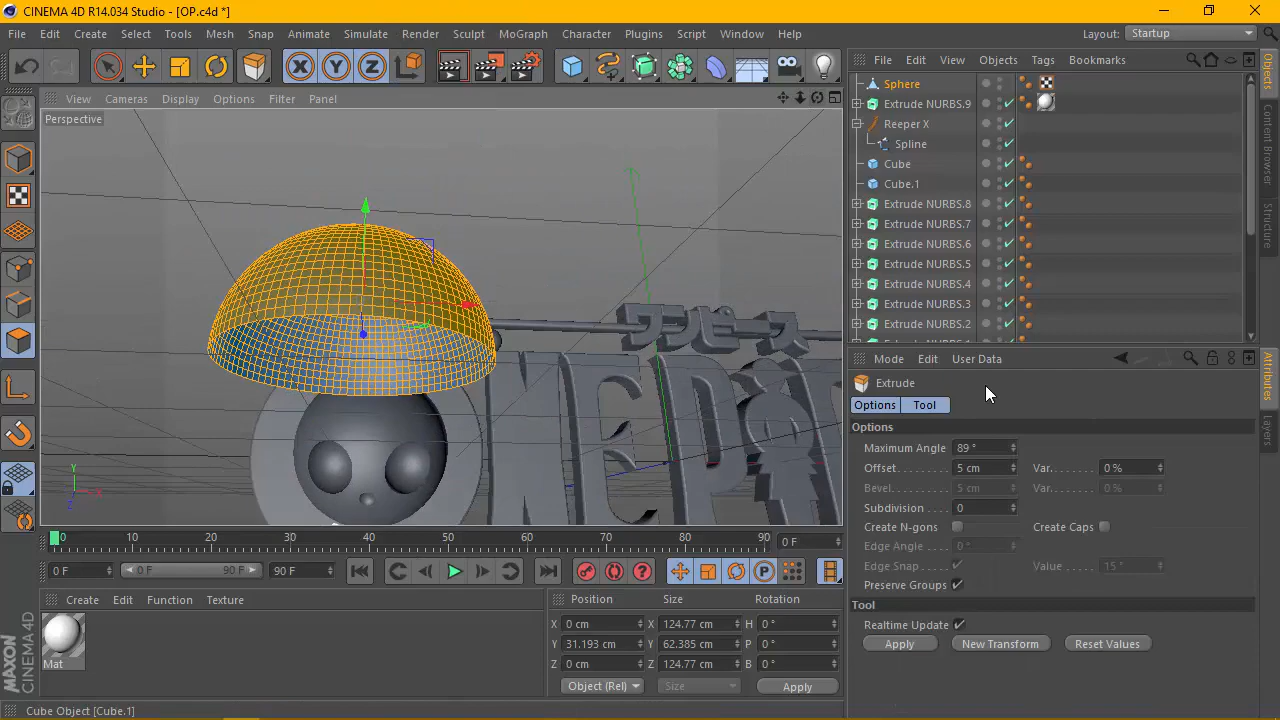 CINEMA 4D R14.034 Studio - [OP.c4d *]
File Edit Create Select Tools Mesh Snap Animate Simulate Render Sculpt MoGraph Character Plugins Script Window Help Layout: Startup
File Edit View Objects Tags Bookmarks
View Cameras Display Options Filter Panel
Perspective
Sphere
Extrude NURBS.9
Reeper X
Spline
Cube
Cube.1
Extrude NURBS.8
Extrude NURBS.7
Extrude NURBS.6
Extrude NURBS.5
Extrude NURBS.4
Extrude NURBS.3
Extrude NURBS.2
Objects
Content Browser
Structure
Mode Edit User Data
Extrude
Options Tool
Options
Maximum Angle 89 °
Offset 5 cm Var. 0 %
Bevel 5 cm Var. 0 %
Subdivision 0
Create N-gons Create Caps
Edge Angle 0 °
Edge Snap Value 15 °
Preserve Groups
Tool
Realtime Update
Apply New Transform Reset Values
Attributes
Layers
Y
X
Z
0 10 20 30 40 50 60 70 80 90 0 F
0 F 0 F 90 F 90 F
Create Edit Function Texture
Mat
Position Size Rotation
X 0 cm X 124.77 cm H 0 °
Y 31.193 cm Y 62.385 cm P 0 °
Z 0 cm Z 124.77 cm B 0 °
Object (Rel) Size Apply
MAXON
CINEMA 4D
Cube Object [Cube.1]